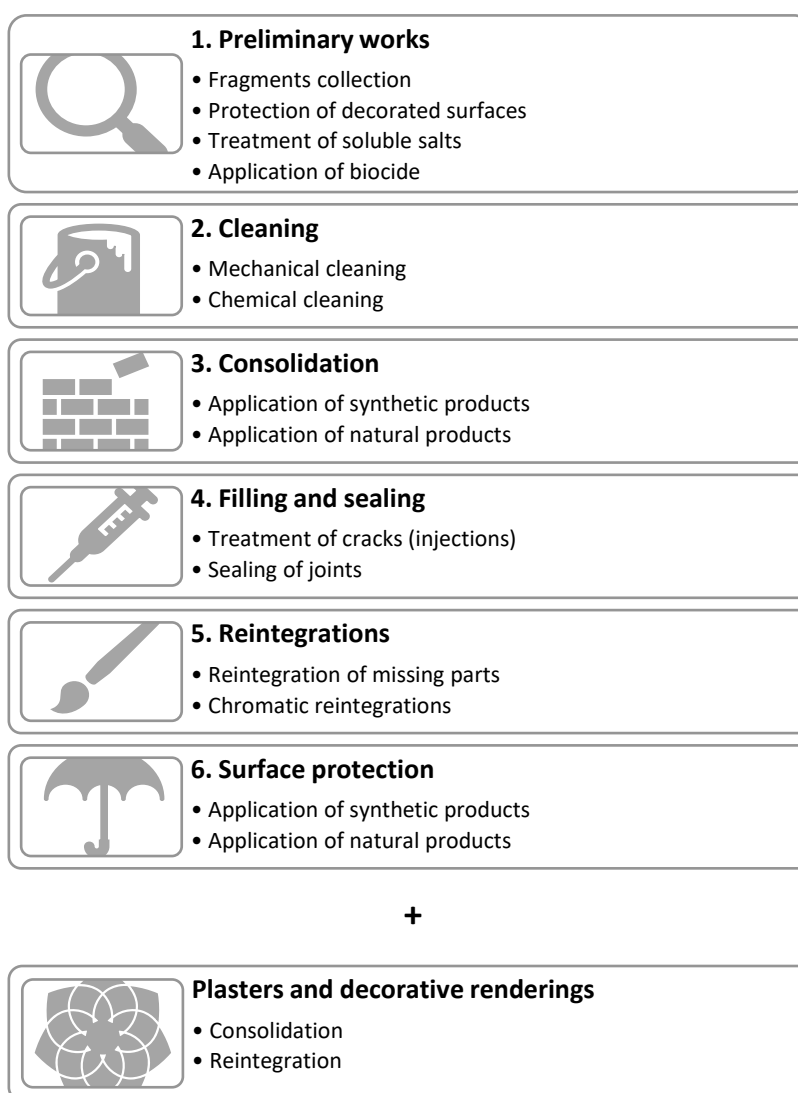 1. Preliminary works
• Fragments collection
• Protection of decorated surfaces
• Treatment of soluble salts
• Application of biocide
2. Cleaning
• Mechanical cleaning
• Chemical cleaning
3. Consolidation
• Application of synthetic products
• Application of natural products
4. Filling and sealing
• Treatment of cracks (injections)
• Sealing of joints
5. Reintegrations
• Reintegration of missing parts
• Chromatic reintegrations
6. Surface protection
• Application of synthetic products
• Application of natural products
+
Plasters and decorative renderings
• Consolidation
• Reintegration